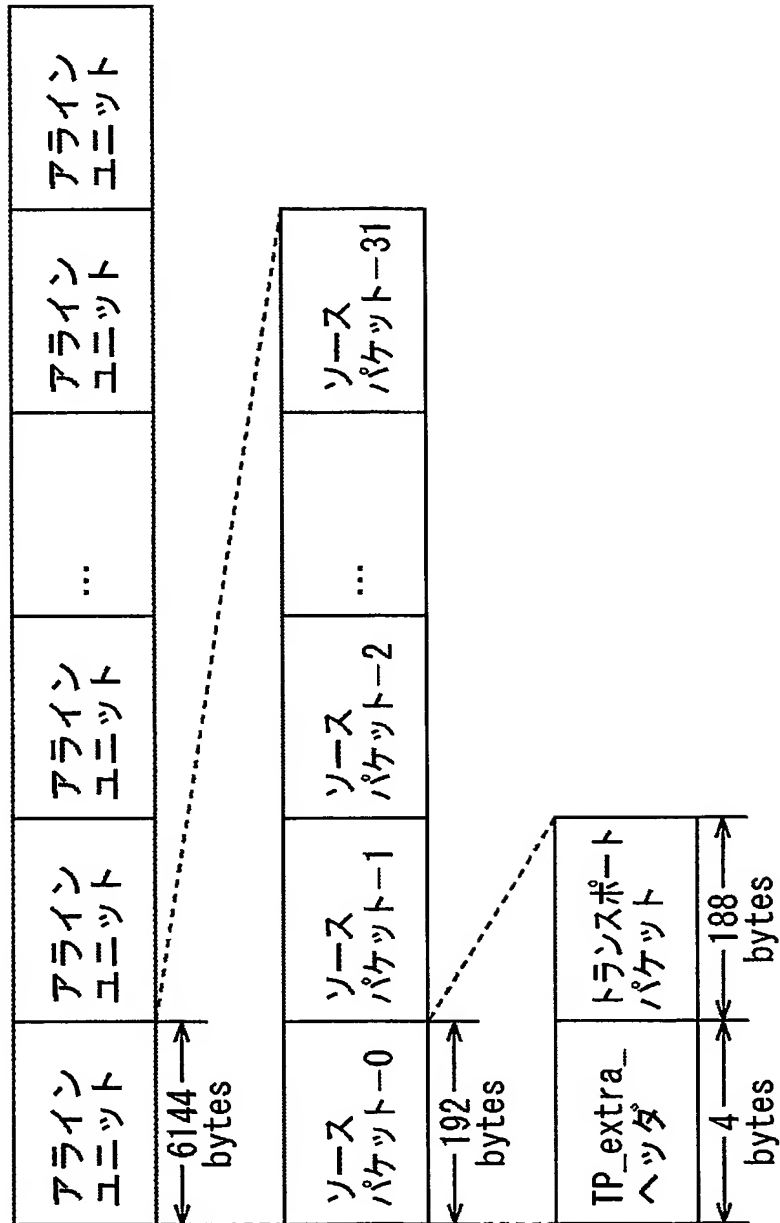 アライン
ユニット
アライン
ユニット
アライン
ユニット
...
アライン
ユニット
アライン
ユニット
6144
bytes
ソース
パケット-0
ソース
パケット-1
ソース
パケット-2
...
ソース
パケット-31
192
bytes
TP_extra_
ヘッダ
トランスポート
パケット
4
bytes
188
bytes